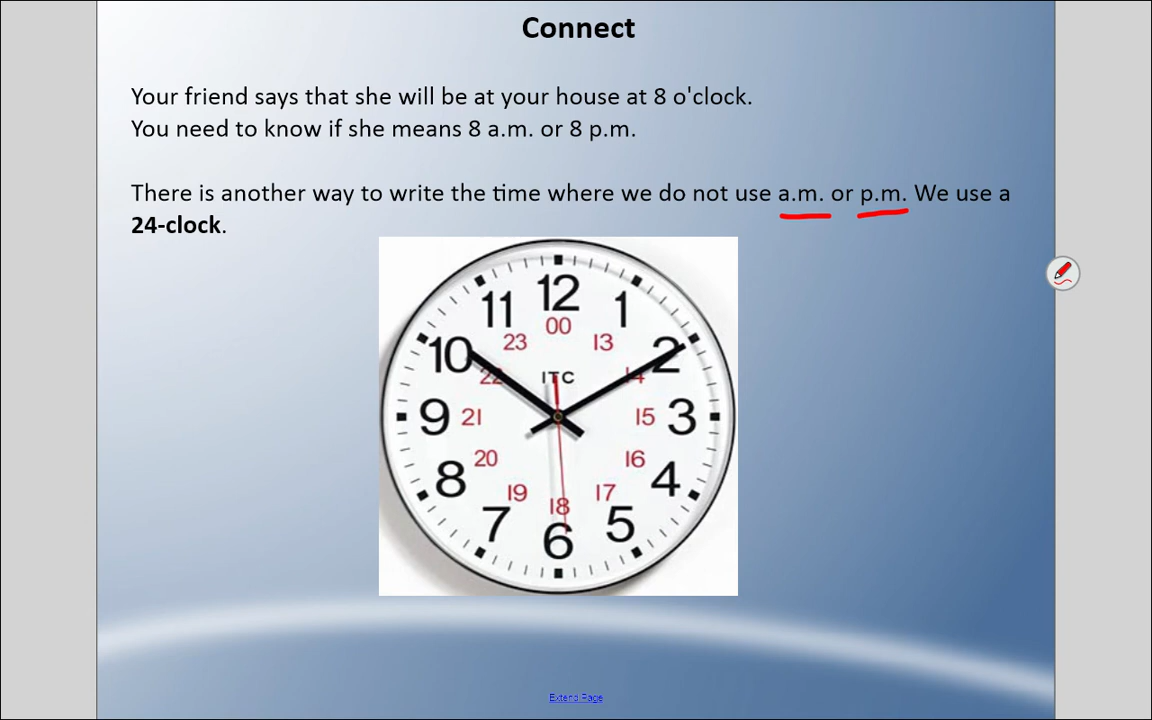 Connect
Your friend says that she will be at your house at 8 o'clock.
You need to know if she means 8 a.m. or 8 p.m.
There is another way to write the time where we do not use a.m. or p.m. We use a
24-clock.
11 12 1
23 00 13
10 2
22 ITC 14
9 21 15 3
20 16
8 4
19 18 17
7 6 5
Extend Page